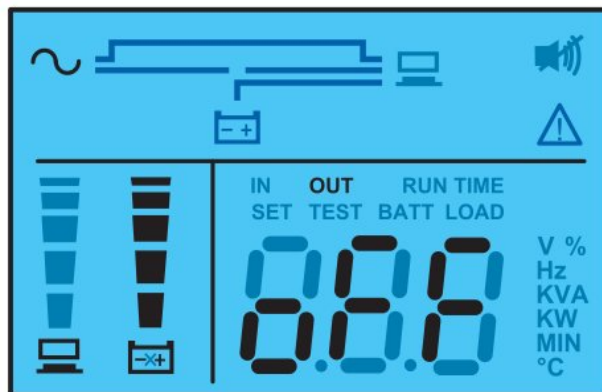 IN OUT RUN TIME
SET TEST BATT LOAD
oFF
V %
Hz
KVA
KW
MIN
°C